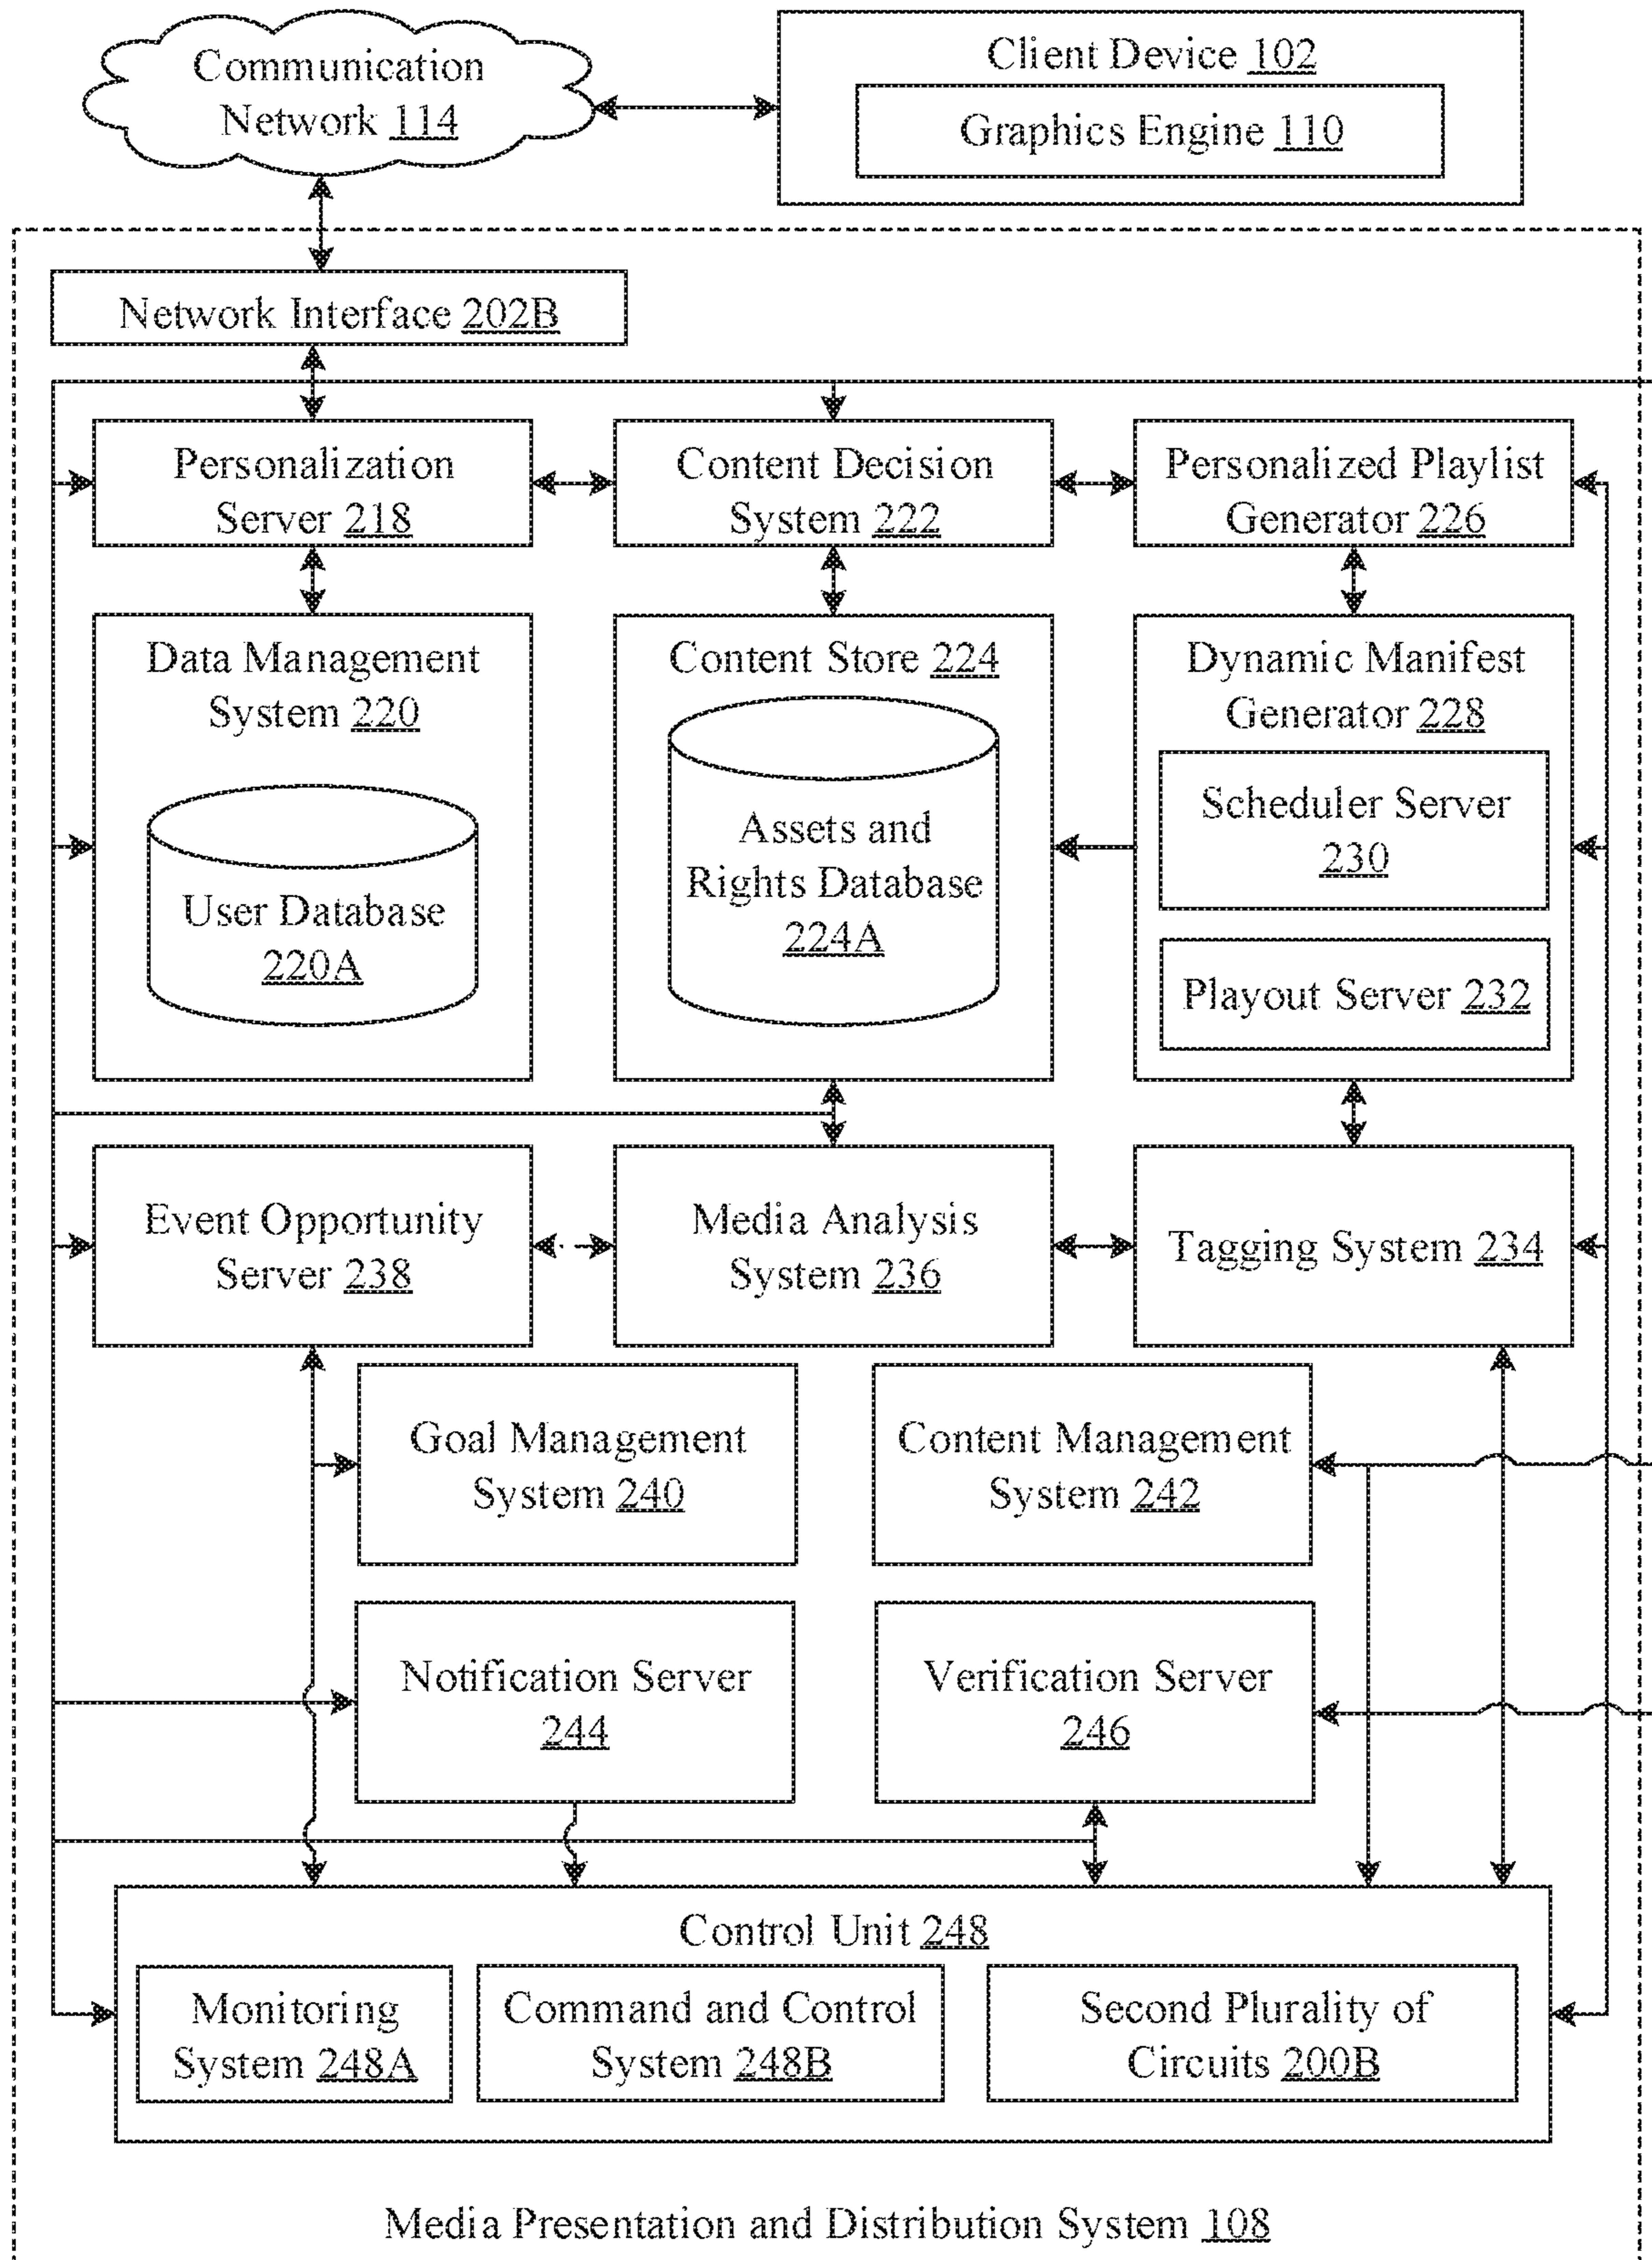 Communication
Network 114
Client Device 102
Graphics Engine 110
Network Interface 202B
Personalization
Server 218
Content Decision
System 222
Personalized Playlist
Generator 226
Data Management
System 220
User Database
220A
Content Store 224
Assets and
Rights Database
224A
Dynamic Manifest
Generator 228
Scheduler Server
230
Playout Server 232
Event Opportunity
Server 238
Media Analysis
System 236
Tagging System 234
Goal Management
System 240
Content Management
System 242
Notification Server
244
Verification Server
246
Control Unit 248
Monitoring
System 248A
Command and Control
System 248B
Second Plurality of
Circuits 200B
Media Presentation and Distribution System 108